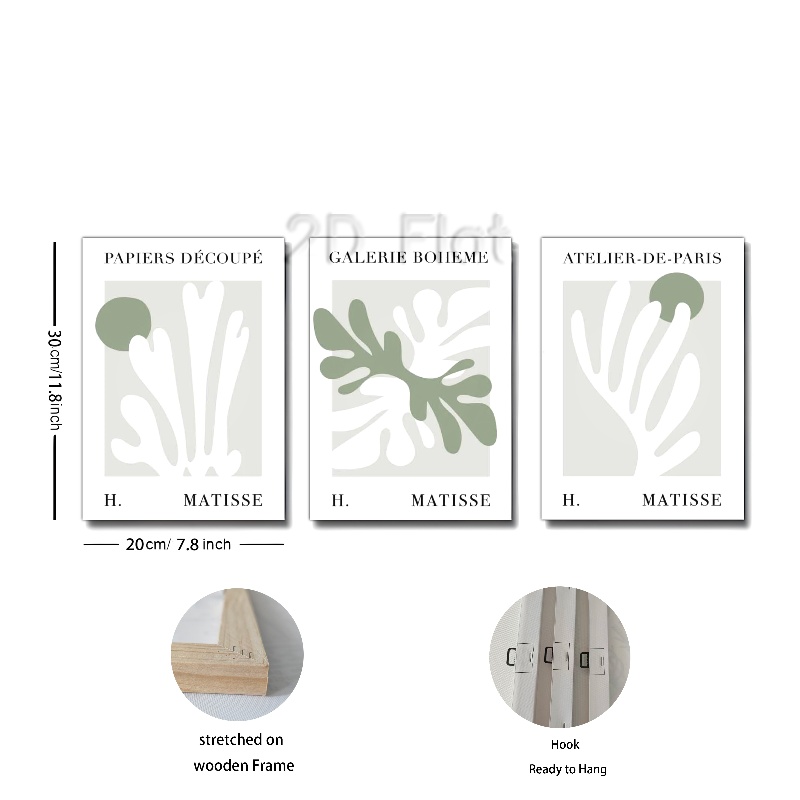 2D Flat
PAPIERS DÉCOUPÉ
GALERIE BOHEME
ATELIER-DE-PARIS
30cm/11.8inch
H. MATISSE
H. MATISSE
H. MATISSE
20cm/ 7.8 inch
stretched on
wooden Frame
Hook
Ready to Hang